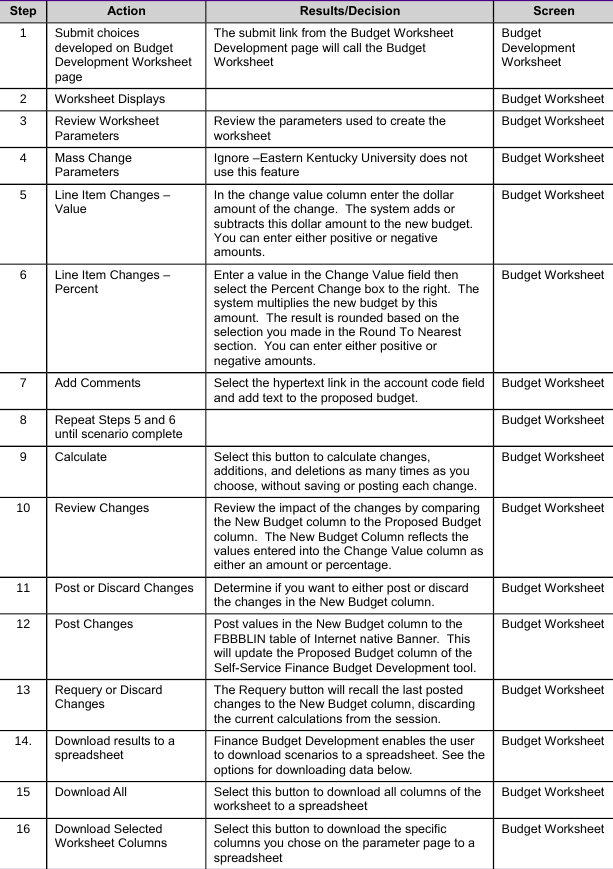 Step Action Results/Decision Screen
1 Submit choices The submit link from the Budget Worksheet Budget
developed on Budget Development page will call the Budget Development
Development Worksheet Worksheet Worksheet
page
2 Worksheet Displays Budget Worksheet
3 Review Worksheet Review the parameters used to create the Budget Worksheet
Parameters worksheet
4 Mass Change Ignore –Eastern Kentucky University does not Budget Worksheet
Parameters use this feature
5 Line Item Changes – In the change value column enter the dollar Budget Worksheet
Value amount of the change. The system adds or
subtracts this dollar amount to the new budget.
You can enter either positive or negative
amounts.
6 Line Item Changes – Enter a value in the Change Value field then Budget Worksheet
Percent select the Percent Change box to the right. The
system multiplies the new budget by this
amount. The result is rounded based on the
selection you made in the Round To Nearest
section. You can enter either positive or
negative amounts.
7 Add Comments Select the hypertext link in the account code field Budget Worksheet
and add text to the proposed budget.
8 Repeat Steps 5 and 6 Budget Worksheet
until scenario complete
9 Calculate Select this button to calculate changes, Budget Worksheet
additions, and deletions as many times as you
choose, without saving or posting each change.
10 Review Changes Review the impact of the changes by comparing Budget Worksheet
the New Budget column to the Proposed Budget
column. The New Budget Column reflects the
values entered into the Change Value column as
either an amount or percentage.
11 Post or Discard Changes Determine if you want to either post or discard Budget Worksheet
the changes in the New Budget column.
12 Post Changes Post values in the New Budget column to the Budget Worksheet
FBBBLIN table of Internet native Banner. This
will update the Proposed Budget column of the
Self-Service Finance Budget Development tool.
13 Requery or Discard The Requery button will recall the last posted Budget Worksheet
Changes changes to the New Budget column, discarding
the current calculations from the session.
14. Download results to a Finance Budget Development enables the user Budget Worksheet
spreadsheet to download scenarios to a spreadsheet. See the
options for downloading data below.
15 Download All Select this button to download all columns of the Budget Worksheet
worksheet to a spreadsheet
16 Download Selected Select this button to download the specific Budget Worksheet
Worksheet Columns columns you chose on the parameter page to a
spreadsheet